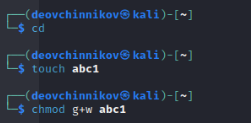 ┌──(deovchinnikov㉿kali)-[~]
└─$ cd
┌──(deovchinnikov㉿kali)-[~]
└─$ touch abc1
┌──(deovchinnikov㉿kali)-[~]
└─$ chmod g+w abc1